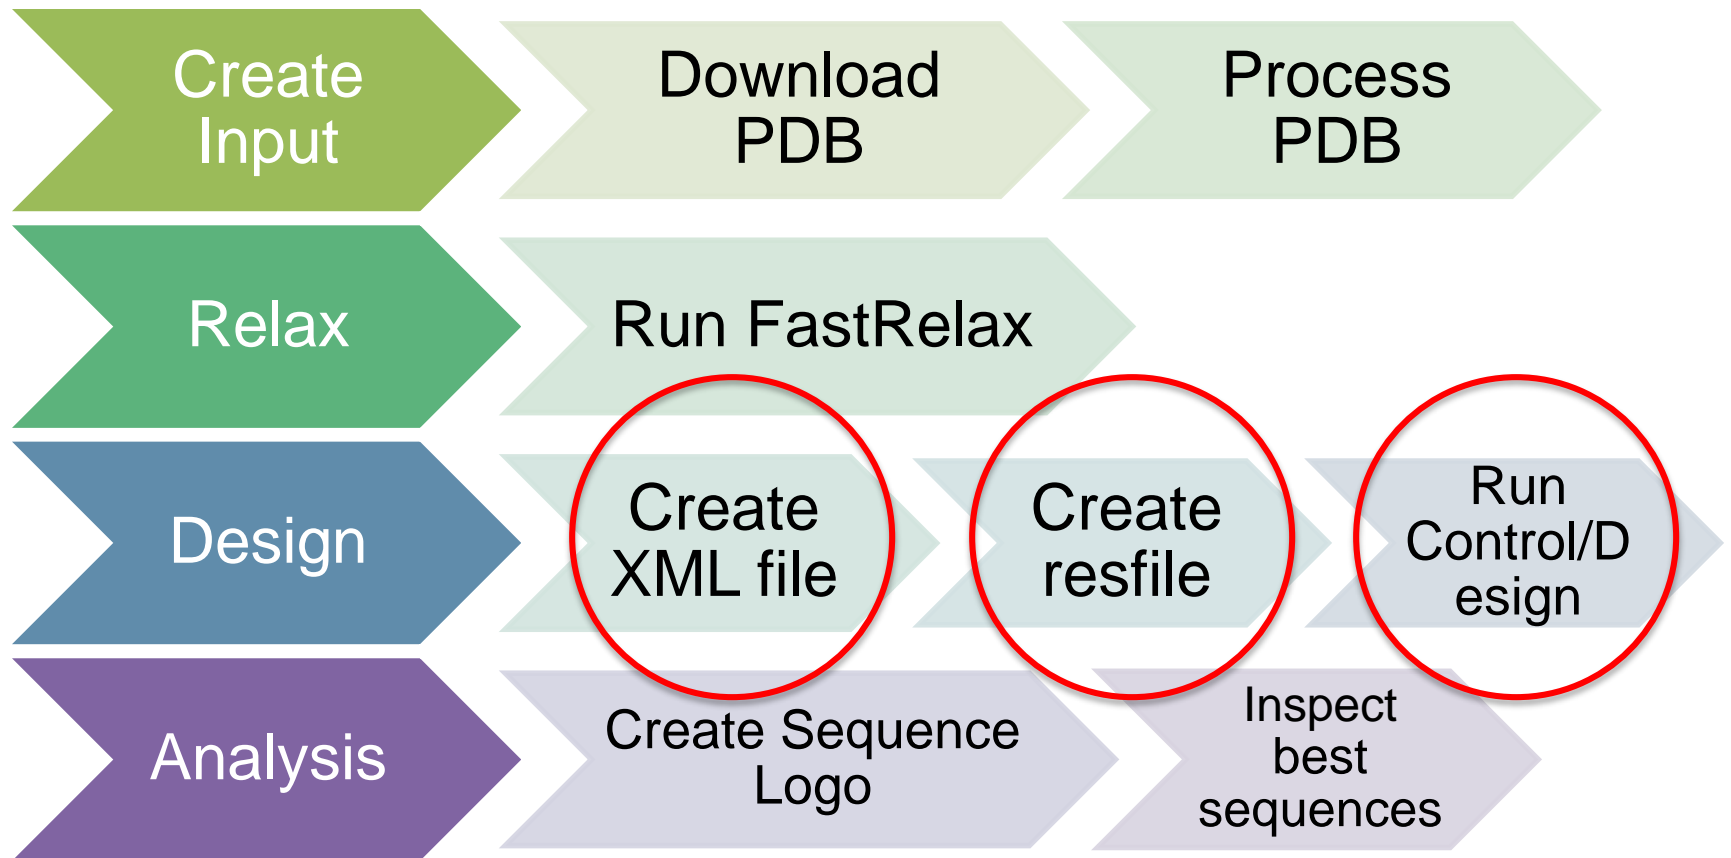 Create
Input
Download
PDB
Process
PDB
Relax
Run FastRelax
Design
Create
XML file
Create
resfile
Run
Control/D
esign
Analysis
Create Sequence
Logo
Inspect
best
sequences